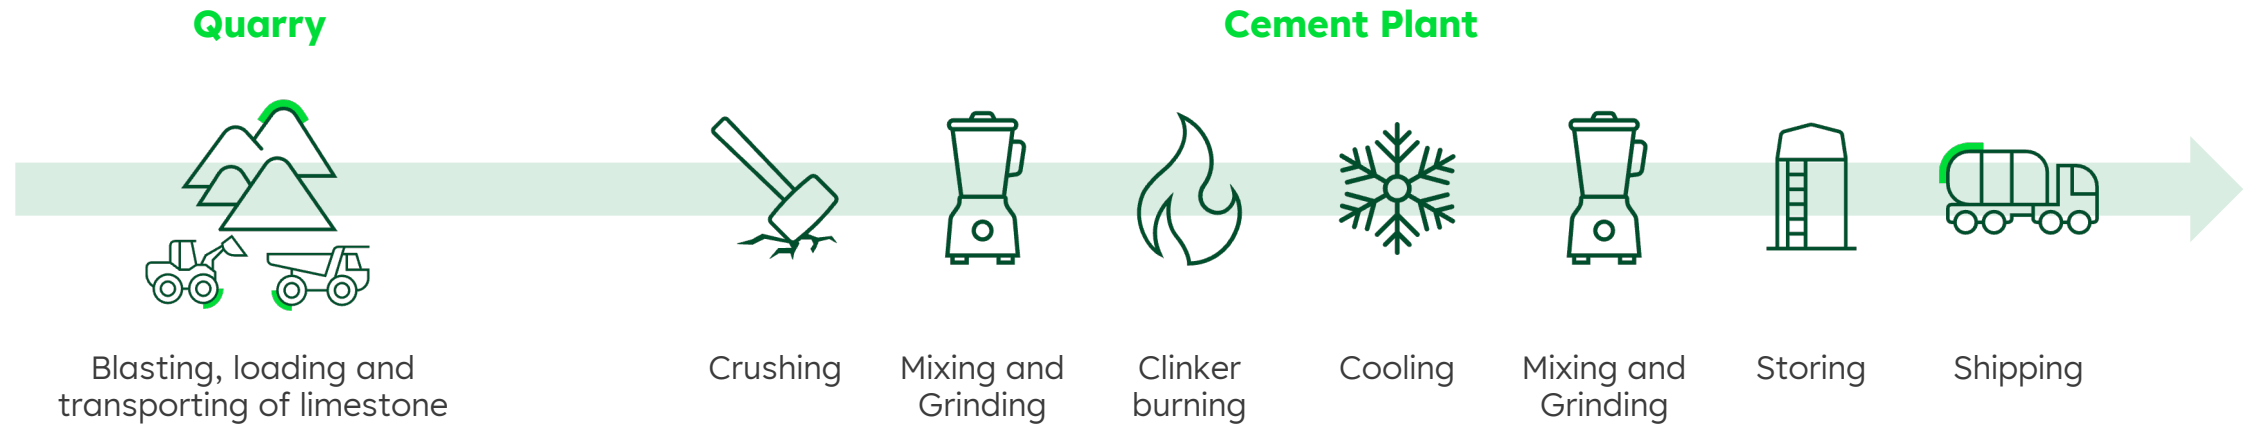 Quarry
Cement Plant
Blasting, loading and
transporting of limestone
Crushing
Mixing and
Grinding
Clinker
burning
Cooling
Mixing and
Grinding
Storing
Shipping